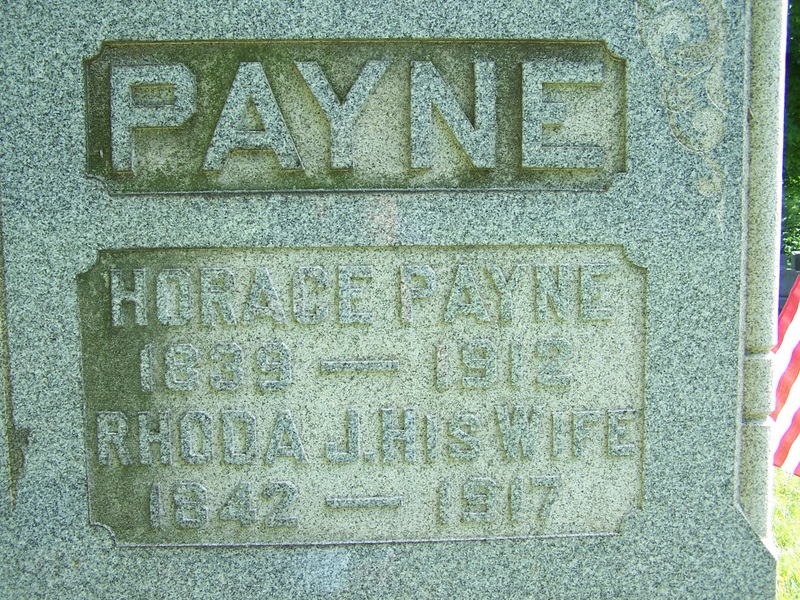 PAYNE
HORACE PAYNE
1839 — 1912
RHODA J. HIS WIFE
1842 — 1917